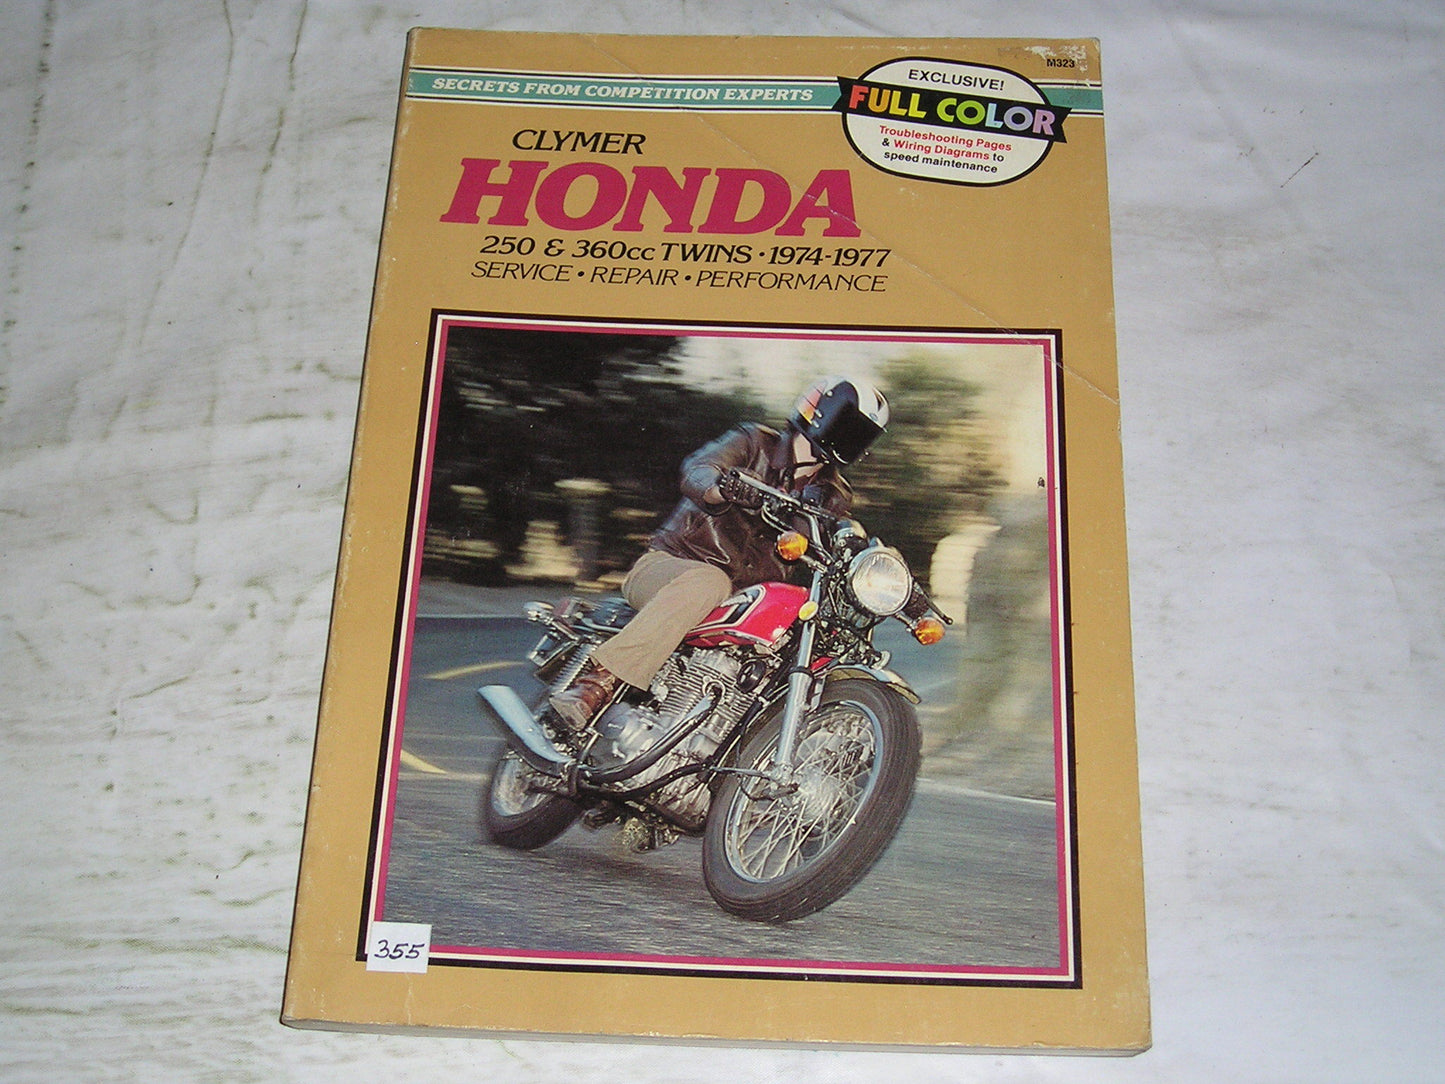 M323
SECRETS FROM COMPETITION EXPERTS
EXCLUSIVE!
FULL COLOR
Troubleshooting Pages
& Wiring Diagrams to
speed maintenance
CLYMER
HONDA
250 & 360cc TWINS • 1974-1977
SERVICE • REPAIR • PERFORMANCE
355